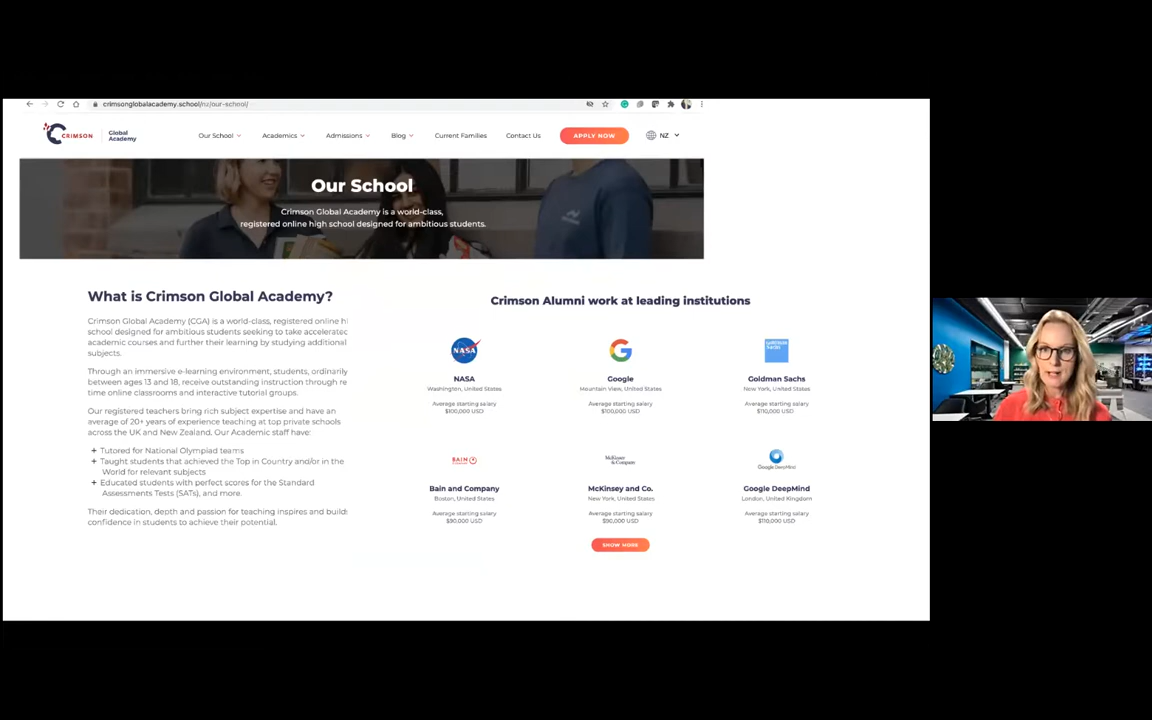 crimsonglobalacademy.school/nz/our-school/
CRIMSON
Global
Academy
Our School
Academics
Admissions
Blog
Current Families
Contact Us
APPLY NOW
NZ
Our School
Crimson Global Academy is a world-class,
registered online high school designed for ambitious students.
What is Crimson Global Academy?
Crimson Global Academy (CGA) is a world-class, registered online hi
school designed for ambitious students seeking to take accelerated
academic courses and further their learning by studying additional
subjects.
Through an immersive e-learning environment, students, ordinarily
between ages 13 and 18, receive outstanding instruction through re
time online classrooms and interactive tutorial groups.
Our registered teachers bring rich subject expertise and have an
average of 20+ years of experience teaching at top private schools
across the UK and New Zealand. Our Academic staff have:
+ Tutored for National Olympiad teams
+ Taught students that achieved the Top in Country and/or in the
World for relevant subjects
+ Educated students with perfect scores for the Standard
Assessments Tests (SATs), and more.
Their dedication, depth and passion for teaching inspires and builds
confidence in students to achieve their potential.
Crimson Alumni work at leading institutions
NASA
NASA
Washington, United States
Average starting salary
$100,000 USD
Google
Mountain View, United States
Average starting salary
$100,000 USD
Goldman Sachs
Goldman Sachs
New York, United States
Average starting salary
$110,000 USD
BAIN
Bain and Company
Boston, United States
Average starting salary
$90,000 USD
McKinsey
& Company
McKinsey and Co.
New York, United States
Average starting salary
$90,000 USD
Google DeepMind
Google DeepMind
London, United Kingdom
Average starting salary
$110,000 USD
SHOW MORE